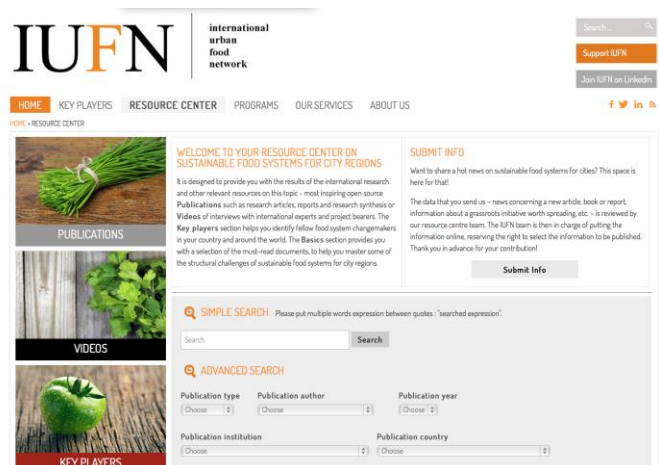 IUFN
international
urban
food
network
Search ...
Support IUFN
Join IUFN on LinkedIn
HOME KEY PLAYERS RESOURCE CENTER PROGRAMS OUR SERVICES ABOUT US
HOME » RESOURCE CENTER
PUBLICATIONS
VIDEOS
KEY PLAYERS
WELCOME TO YOUR RESOURCE CENTER ON
SUSTAINABLE FOOD SYSTEMS FOR CITY REGIONS
It is designed to provide you with the results of the international research
and other relevant resources on this topic – most inspiring open source
Publications such as research articles, reports and research synthesis or
Videos of interviews with international experts and project bearers. The
Key players section helps you identify fellow food system changemakers
in your country and around the world. The Basics section provides you
with a selection of the must-read documents, to help you master some of
the structural challenges of sustainable food systems for city regions.
SUBMIT INFO
Want to share a hot news on sustainable food systems for cities? This space is
here for that!
The data that you send us – news concerning a new article, book or report,
information about a grassroots initiative worth spreading, etc. – is reviewed by
our resource centre team. The IUFN team is then in charge of putting the
information online, reserving the right to select the information to be published.
Thank you in advance for your contribution!
Submit Info
SIMPLE SEARCH Please put multiple words expression between quotes : "searched expression".
Search Search
ADVANCED SEARCH
Publication type Publication author Publication year
Choose Choose Choose
Publication institution Publication country
Choose Choose